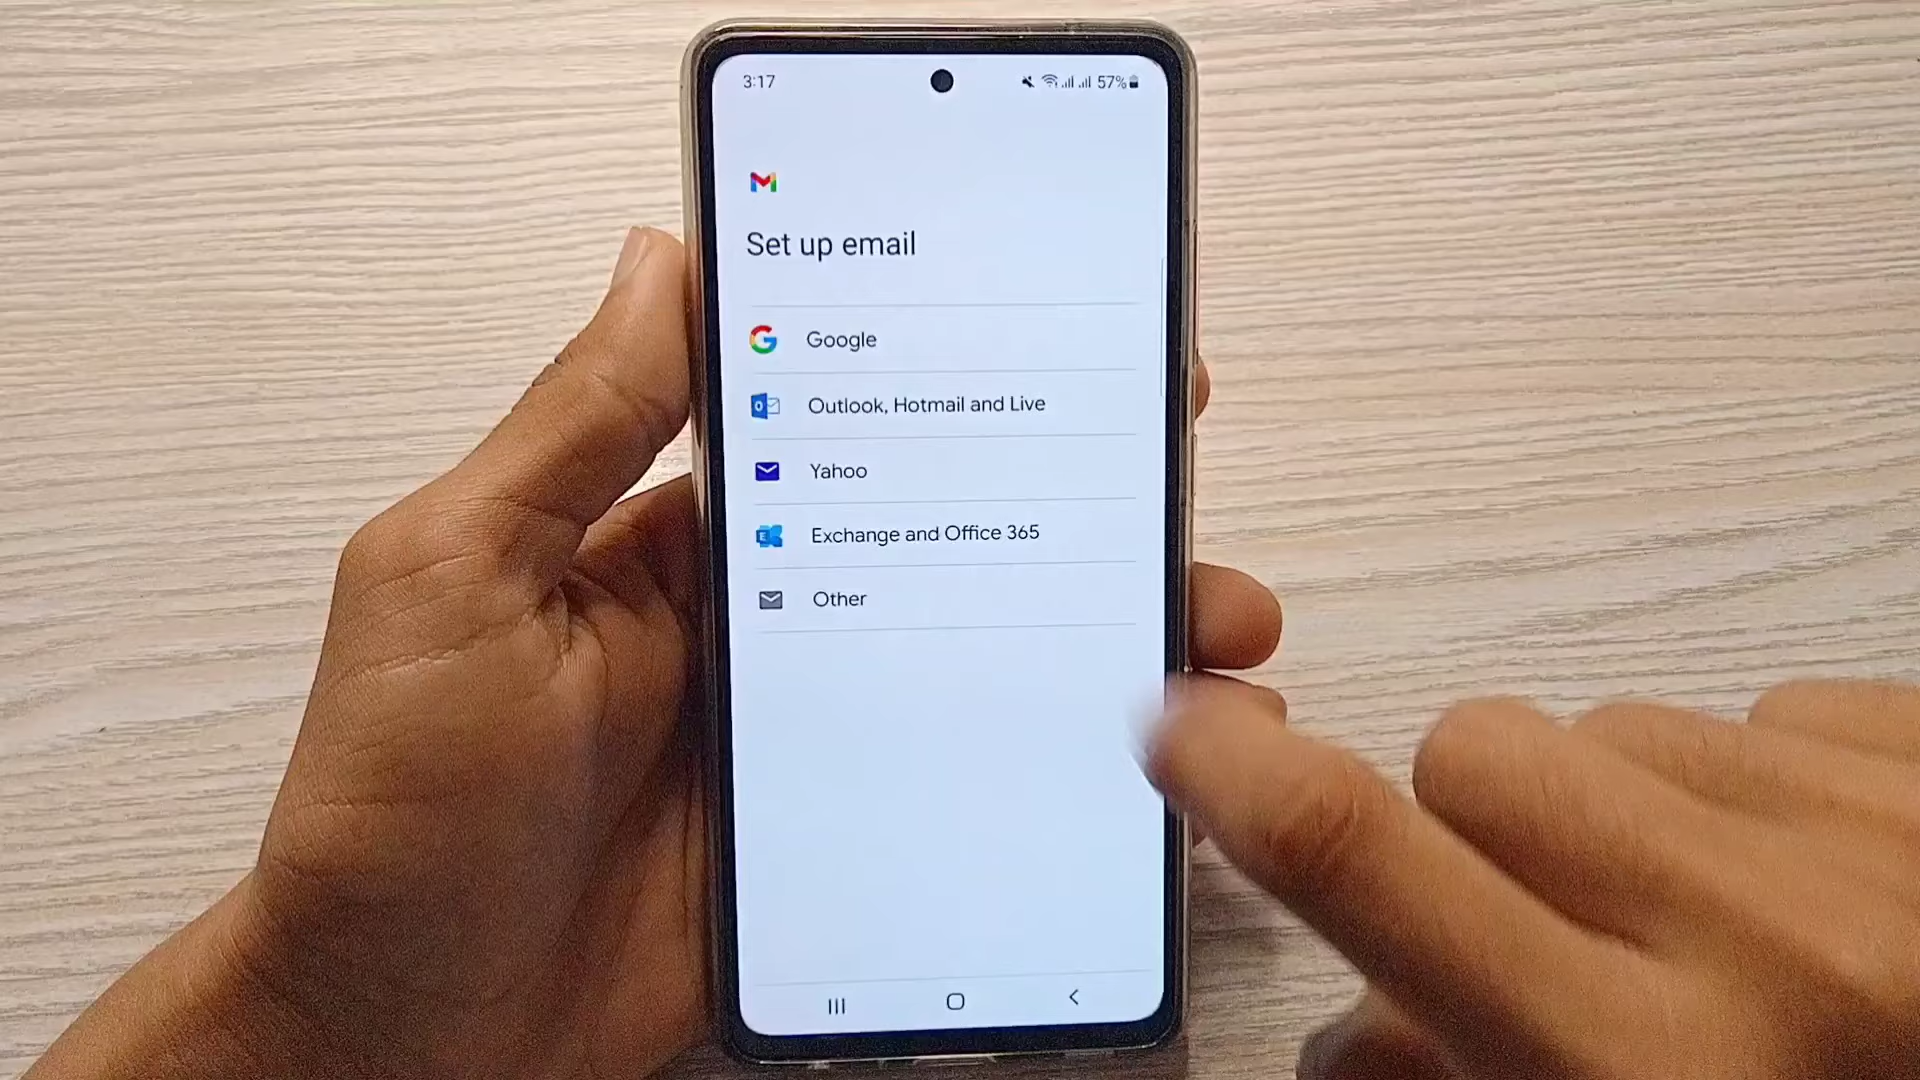 3:17
57%
Set up email
Google
Outlook, Hotmail and Live
Yahoo
Exchange and Office 365
Other